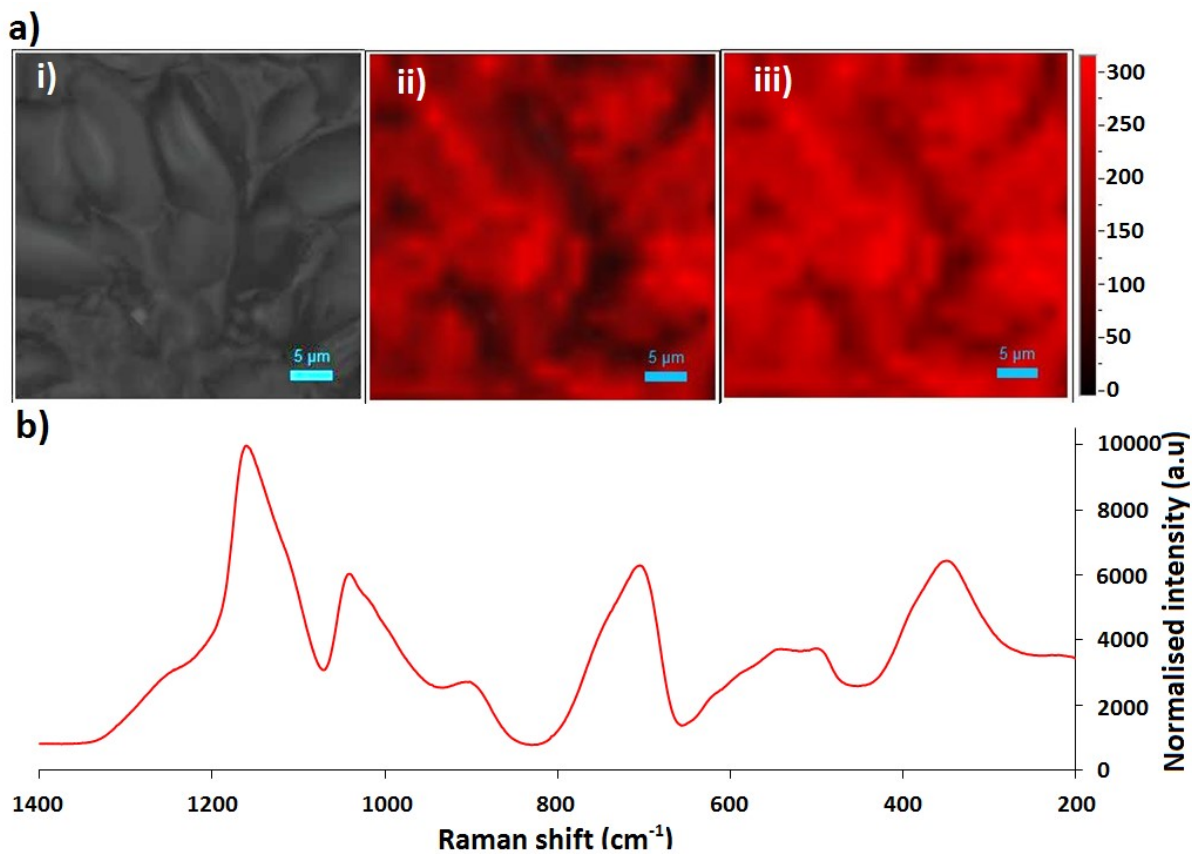 a)
i)
ii)
iii)
5 µm
5 µm
5 µm
300
250
200
150
100
50
0
b)
10000
8000
6000
4000
2000
0
Normalised intensity (a.u)
1400 1200 1000 800 600 400 200
Raman shift (cm⁻¹)